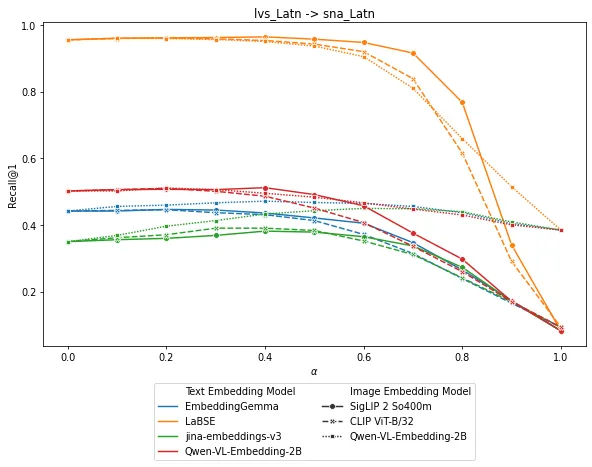 lvs_Latn -> sna_Latn
1.0
0.8
0.6
0.4
0.2
Recall@1
0.0 0.2 0.4 0.6 0.8 1.0
α
Text Embedding Model Image Embedding Model
EmbeddingGemma SigLIP 2 So400m
LaBSE CLIP ViT-B/32
jina-embeddings-v3 Qwen-VL-Embedding-2B
Qwen-VL-Embedding-2B